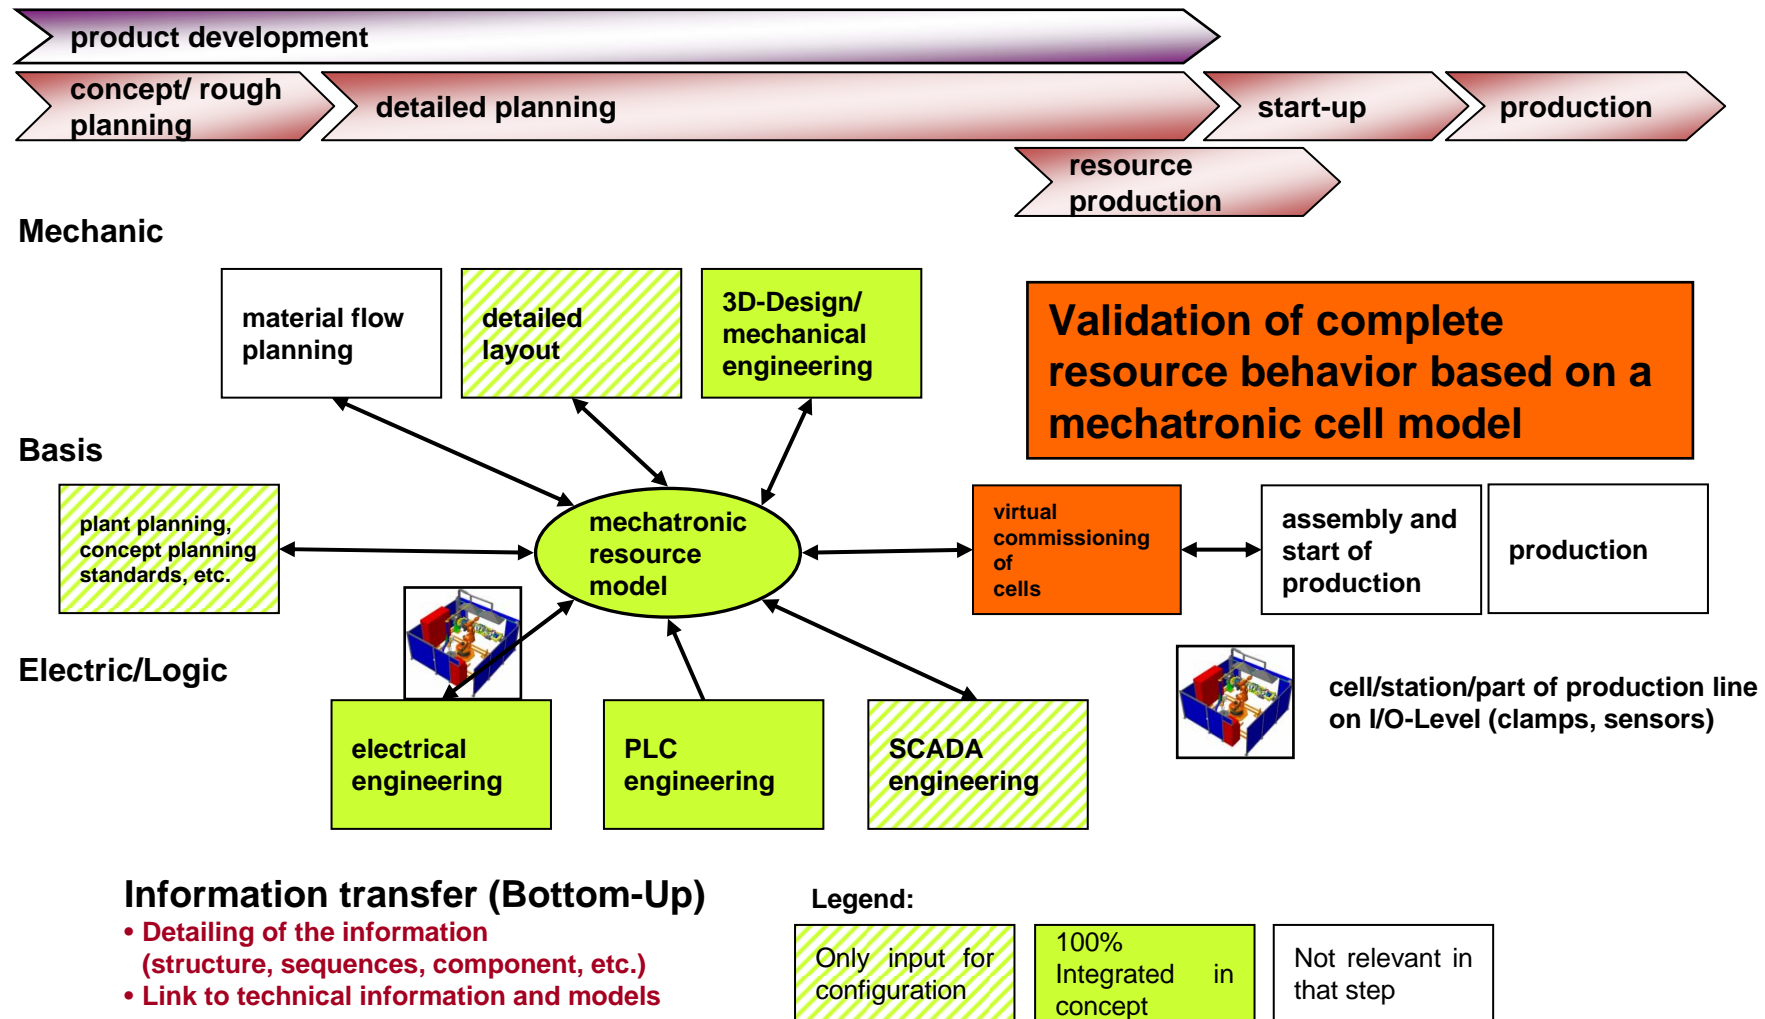 product development
concept/ rough
planning
detailed planning
start-up
production
resource
production
Mechanic
material flow
planning
detailed
layout
3D-Design/
mechanical
engineering
Validation of complete
resource behavior based on a
mechatronic cell model
Basis
plant planning,
concept planning
standards, etc.
mechatronic
resource
model
virtual
commissioning
of
cells
assembly and
start of
production
production
Electric/Logic
electrical
engineering
PLC
engineering
SCADA
engineering
cell/station/part of production line
on I/O-Level (clamps, sensors)
Information transfer (Bottom-Up)
• Detailing of the information
(structure, sequences, component, etc.)
• Link to technical information and models
Legend:
Only input for
configuration
100%
Integrated in
concept
Not relevant in
that step